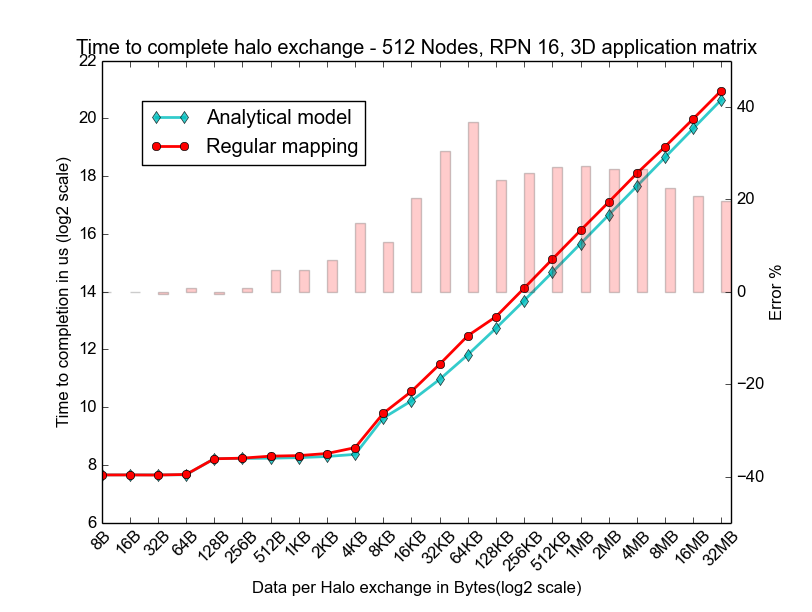 Time to complete halo exchange - 512 Nodes, RPN 16, 3D application matrix
Analytical model
Regular mapping
Time to completion in us (log2 scale)
22
20
18
16
14
12
10
8
6
Error %
40
20
0
−20
−40
8B
16B
32B
64B
128B
256B
512B
1KB
2KB
4KB
8KB
16KB
32KB
64KB
128KB
256KB
512KB
1MB
2MB
4MB
8MB
16MB
32MB
Data per Halo exchange in Bytes(log2 scale)